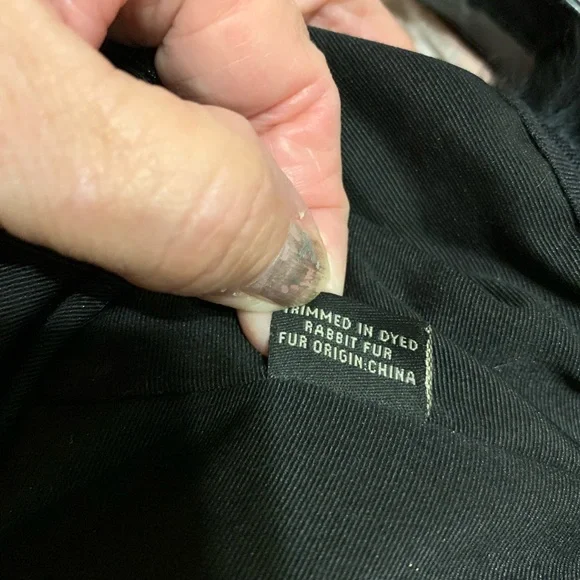 TRIMMED IN DYED
RABBIT FUR
FUR ORIGIN:CHINA